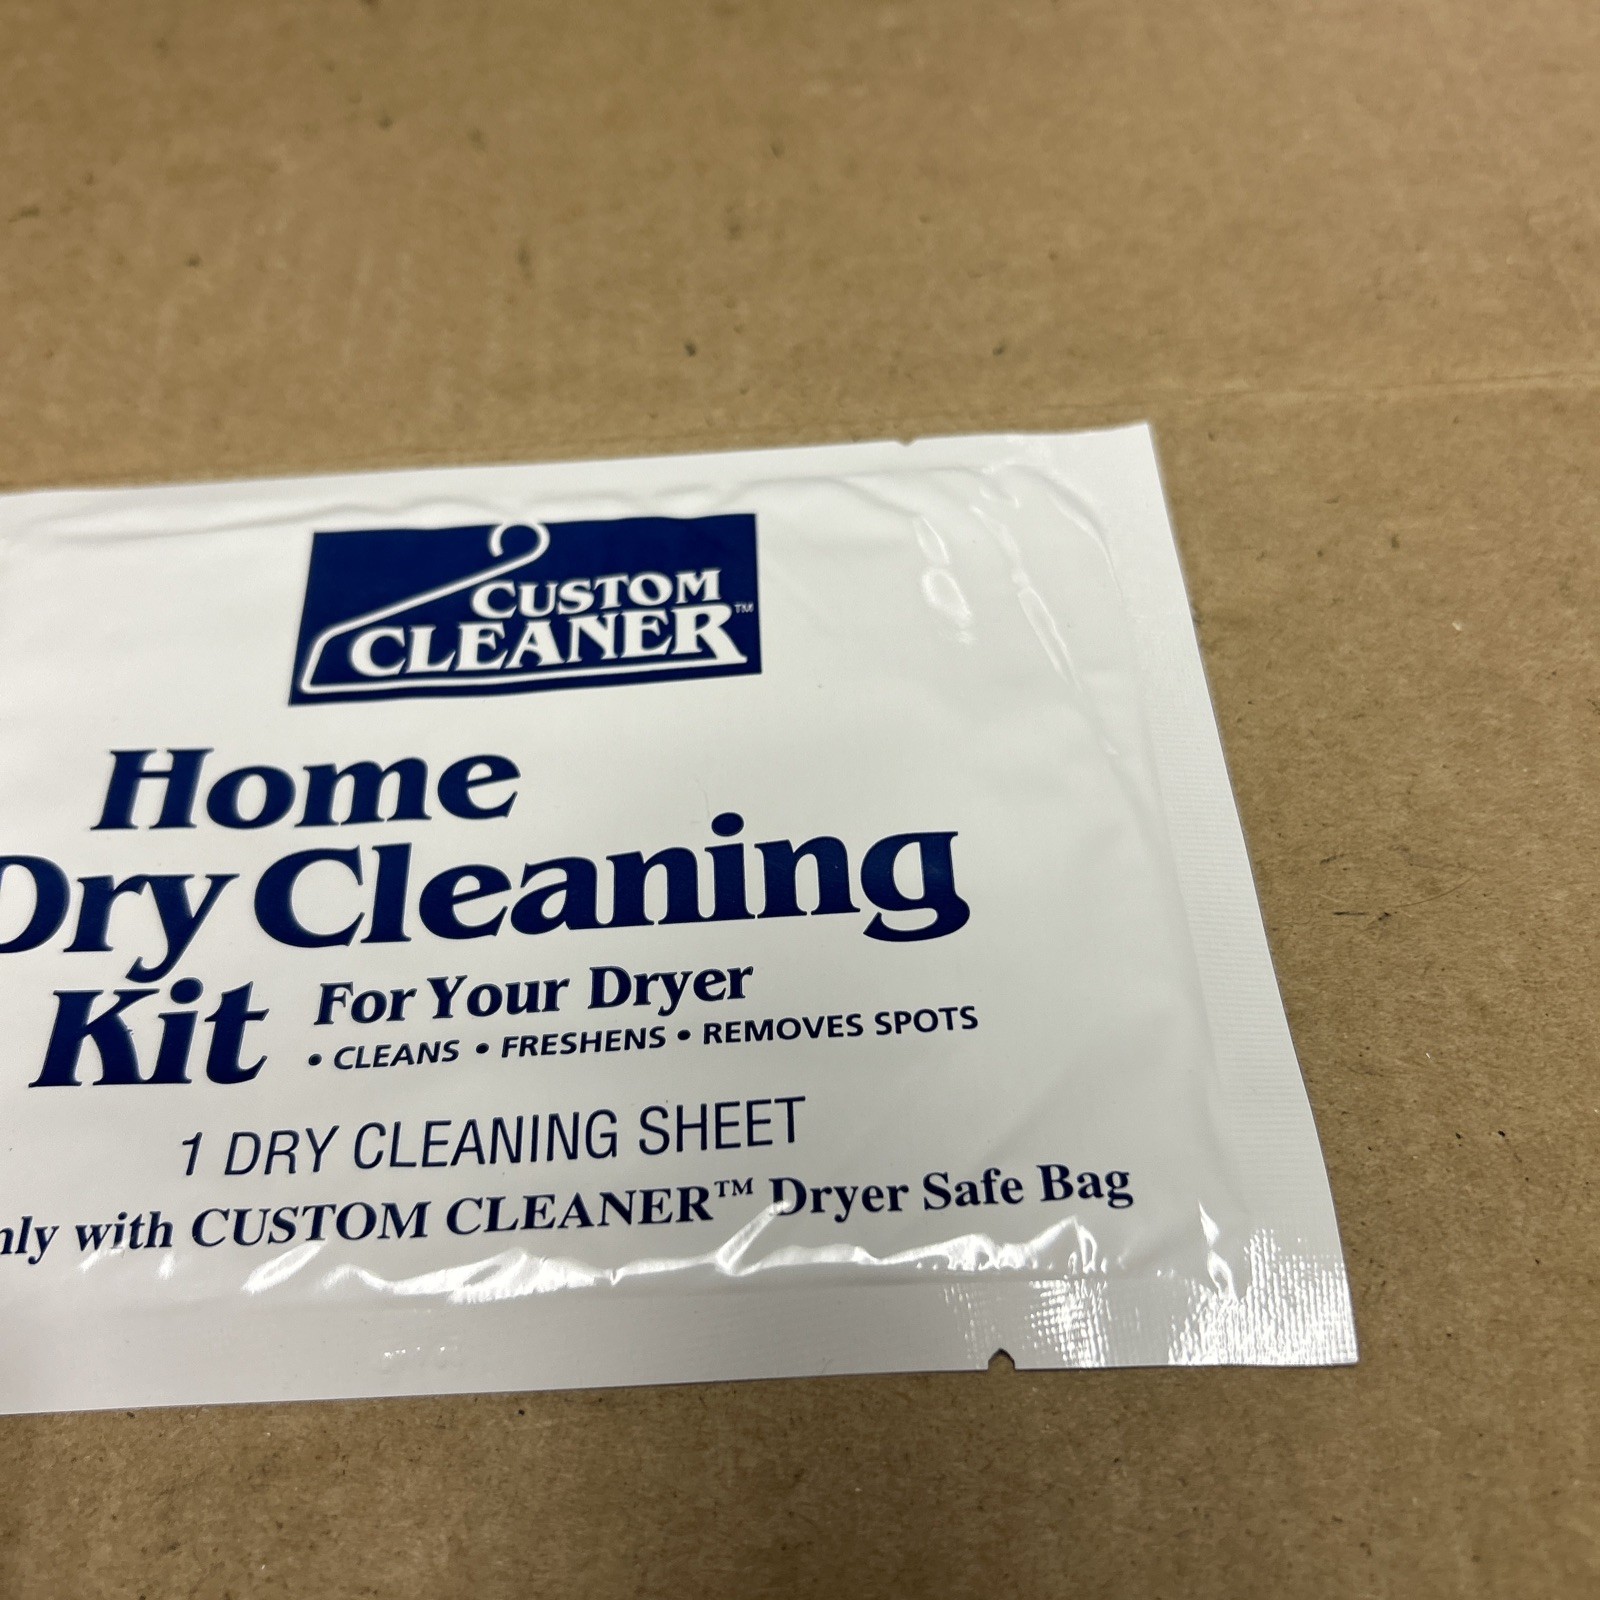 CUSTOM
CLEANER™
Home
Dry Cleaning
Kit For Your Dryer
• CLEANS • FRESHENS • REMOVES SPOTS
1 DRY CLEANING SHEET
with CUSTOM CLEANER™ Dryer Safe Bag